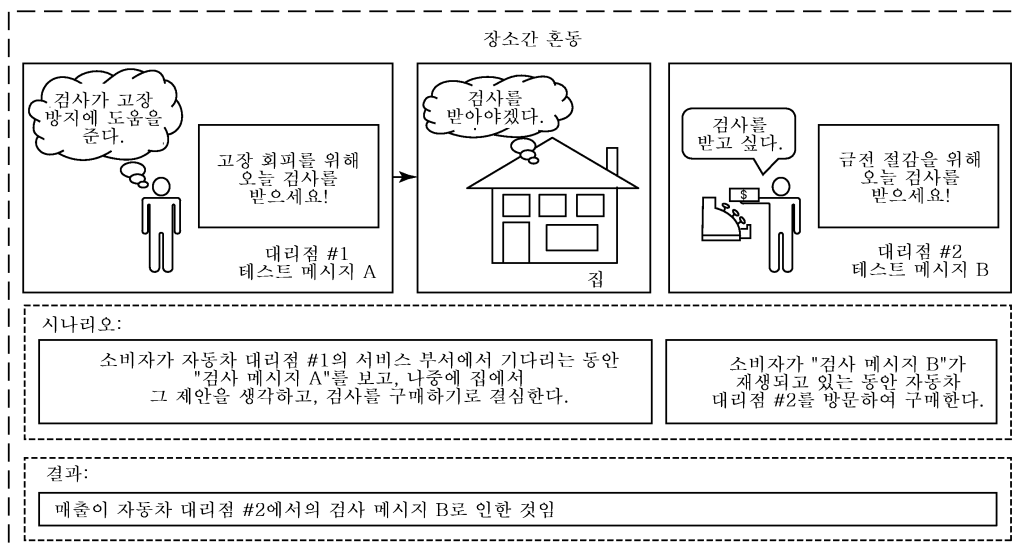 장소간 혼동
검사가 고장
방지에 도움을
준다.
고장 회피를 위해
오늘 검사를
받으세요!
대리점 #1
테스트 메시지 A
검사를
받아야겠다.
집
검사를
받고 싶다.
$
금전 절감을 위해
오늘 검사를
받으세요!
대리점 #2
테스트 메시지 B
시나리오:
소비자가 자동차 대리점 #1의 서비스 부서에서 기다리는 동안
"검사 메시지 A"를 보고, 나중에 집에서
그 제안을 생각하고, 검사를 구매하기로 결심한다.
소비자가 "검사 메시지 B"가
재생되고 있는 동안 자동차
대리점 #2를 방문하여 구매한다.
결과:
매출이 자동차 대리점 #2에서의 검사 메시지 B로 인한 것임